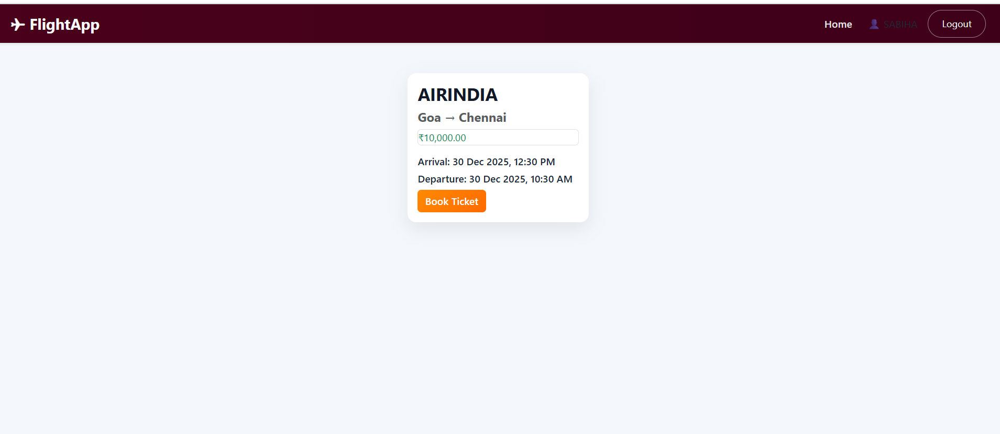 FlightApp
Home
SABIHA
Logout
AIRINDIA
Goa → Chennai
₹10,000.00
Arrival: 30 Dec 2025, 12:30 PM
Departure: 30 Dec 2025, 10:30 AM
Book Ticket